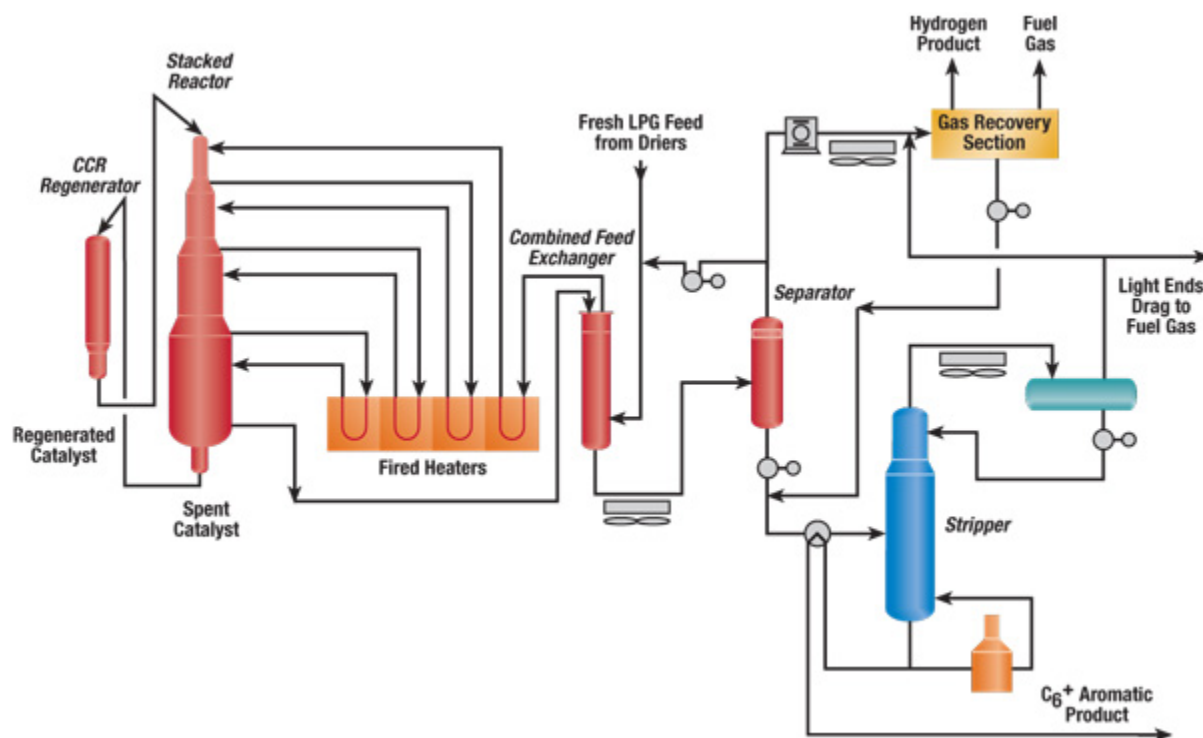 Stacked
Reactor
CCR
Regenerator
Regenerated
Catalyst
Spent
Catalyst
Fired Heaters
Fresh LPG Feed
from Driers
Combined Feed
Exchanger
Separator
Hydrogen
Product
Fuel
Gas
Gas Recovery
Section
Light Ends
Drag to
Fuel Gas
Stripper
C6+ Aromatic
Product